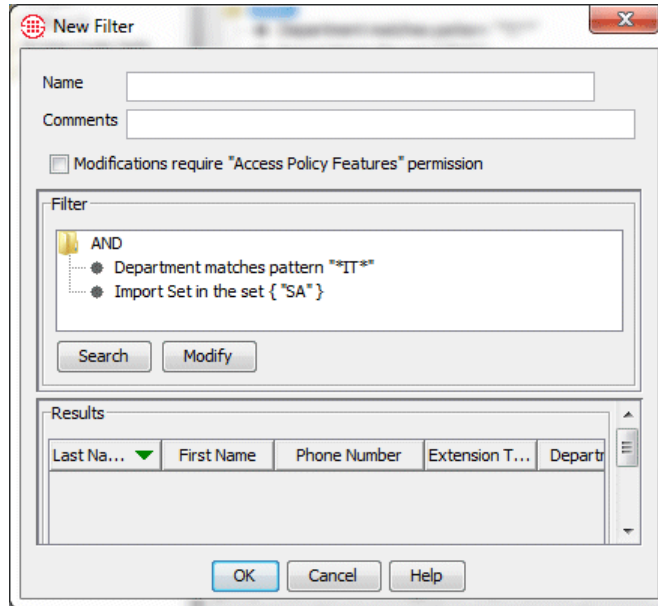 New Filter
Name
Comments
Modifications require "Access Policy Features" permission
Filter
AND
Department matches pattern "*IT*"
Import Set in the set { "SA" }
Search Modify
Results
Last Na... First Name Phone Number Extension T... Departr
OK Cancel Help